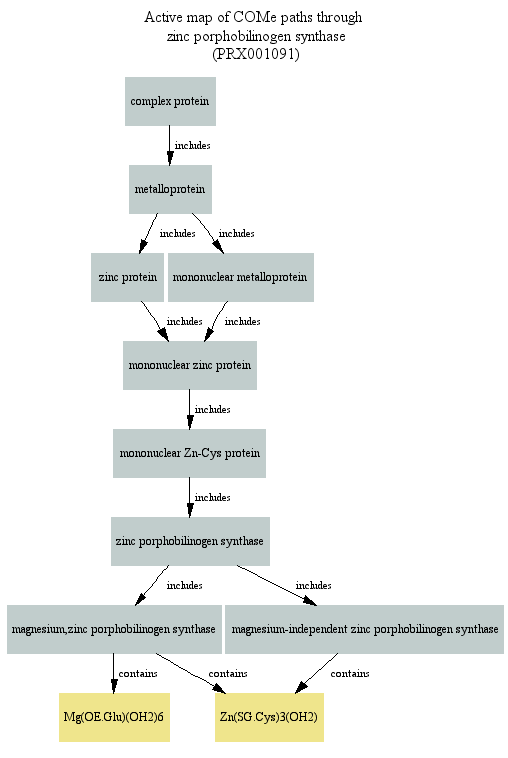 Active map of COMe paths through
zinc porphobilinogen synthase
(PRX001091)
complex protein
includes
metalloprotein
includes
includes
zinc protein
mononuclear metalloprotein
includes
includes
mononuclear zinc protein
includes
mononuclear Zn-Cys protein
includes
zinc porphobilinogen synthase
includes
includes
magnesium,zinc porphobilinogen synthase
magnesium-independent zinc porphobilinogen synthase
contains
contains
contains
Mg(OE.Glu)(OH2)6
Zn(SG.Cys)3(OH2)